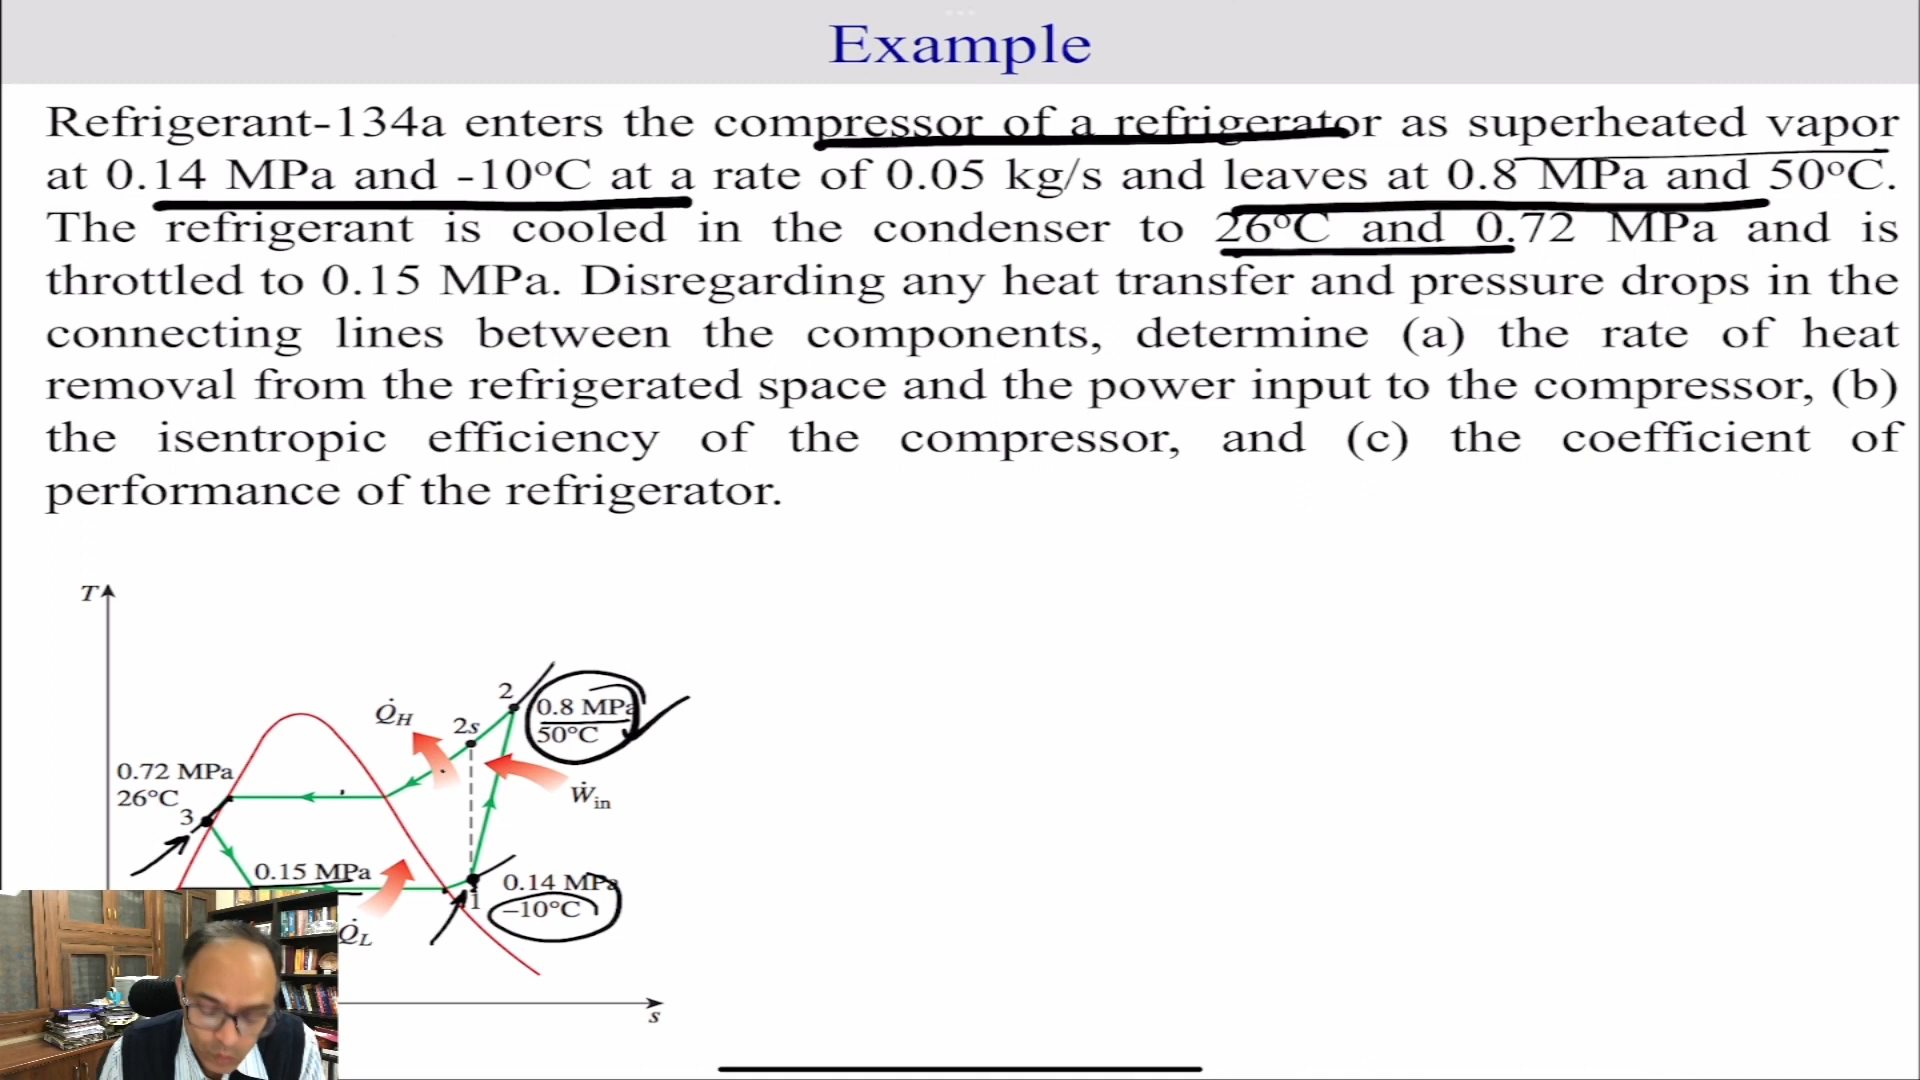 Example
Refrigerant-134a enters the compressor of a refrigerator as superheated vapor
at 0.14 MPa and -10°C at a rate of 0.05 kg/s and leaves at 0.8 MPa and 50°C.
The refrigerant is cooled in the condenser to 26°C and 0.72 MPa and is
throttled to 0.15 MPa. Disregarding any heat transfer and pressure drops in the
connecting lines between the components, determine (a) the rate of heat
removal from the refrigerated space and the power input to the compressor, (b)
the isentropic efficiency of the compressor, and (c) the coefficient of
performance of the refrigerator.
T
2
0.8 MPa
50°C
Q̇H
2s
0.72 MPa
26°C
Ẇin
3
0.15 MPa
0.14 MPa
1
−10°C
Q̇L
s